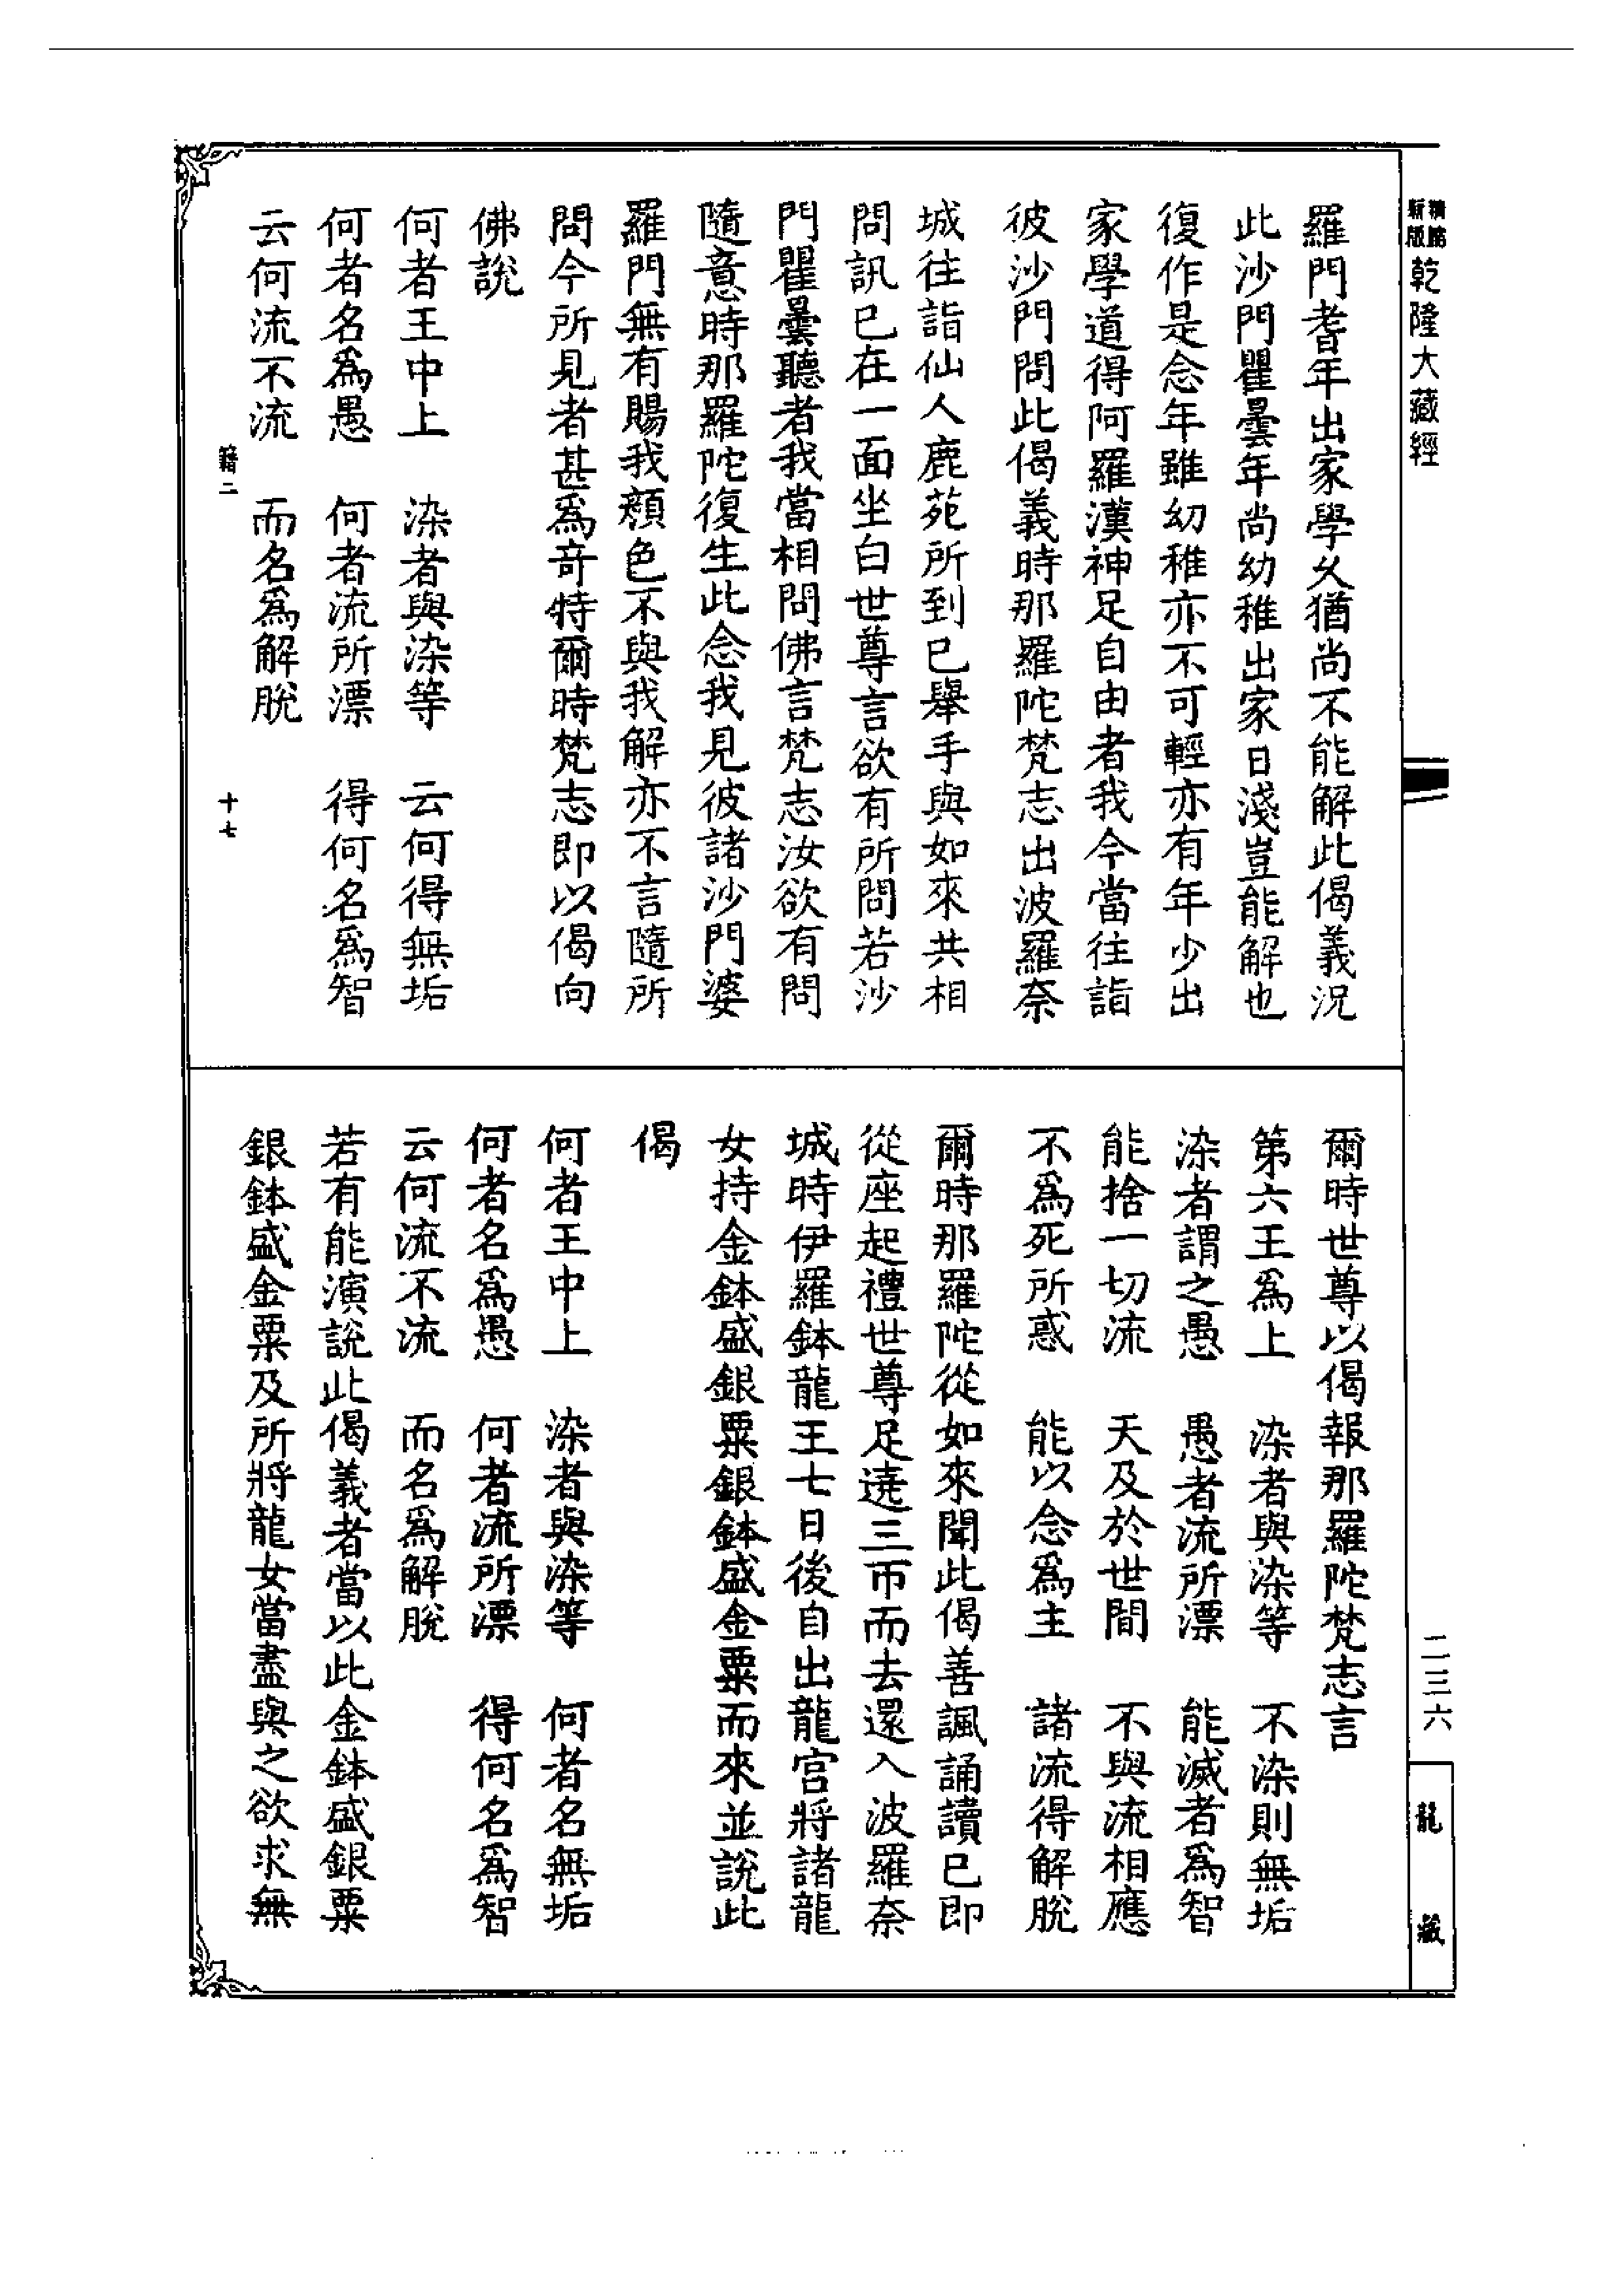 新版
精縮
乾隆大藏經
羅門耆年出家學久猶尚不能解此偈義況
此沙門瞿曇年尚幼稚出家日淺豈能解也
復作是念年雖幼稚亦不可輕亦有年少出
家學道得阿羅漢神足自由者我今當往詣
彼沙門問此偈義時那羅陀梵志出波羅奈
城往詣仙人鹿苑所到已舉手與如來共相
問訊已在一面坐白世尊言欲有所問若沙
門瞿曇聽者我當相問佛言梵志汝欲有問
隨意時那羅陀復生此念我見彼諸沙門婆
羅門無有賜我顏色不與我解亦不言隨所
問今所見者甚爲奇特爾時梵志即以偈向
佛說
何者王中上　染者與染等　云何得無垢
何者名爲愚　何者流所漂　得何名爲智
云何流不流　而名爲解脫
籍二　十七
二三六
龍藏
爾時世尊以偈報那羅陀梵志言
第六王爲上　染者與染等　不染則無垢
染者謂之愚　愚者流所漂　能滅者爲智
能捨一切流　天及於世間　不與流相應
不爲死所惑　能以念爲主　諸流得解脫
爾時那羅陀從如來聞此偈善諷誦讀已即
從座起禮世尊足遶三帀而去還入波羅奈
城時伊羅鉢龍王七日後自出龍宮將諸龍
女持金鉢盛銀粟銀鉢盛金粟而來並說此
偈
何者王中上　染者與染等　何者名無垢
何者名爲愚　何者流所漂　得何名爲智
云何流不流　而名爲解脫
若有能演說此偈義者當以此金鉢盛銀粟
銀鉢盛金粟及所將龍女當盡與之欲求無